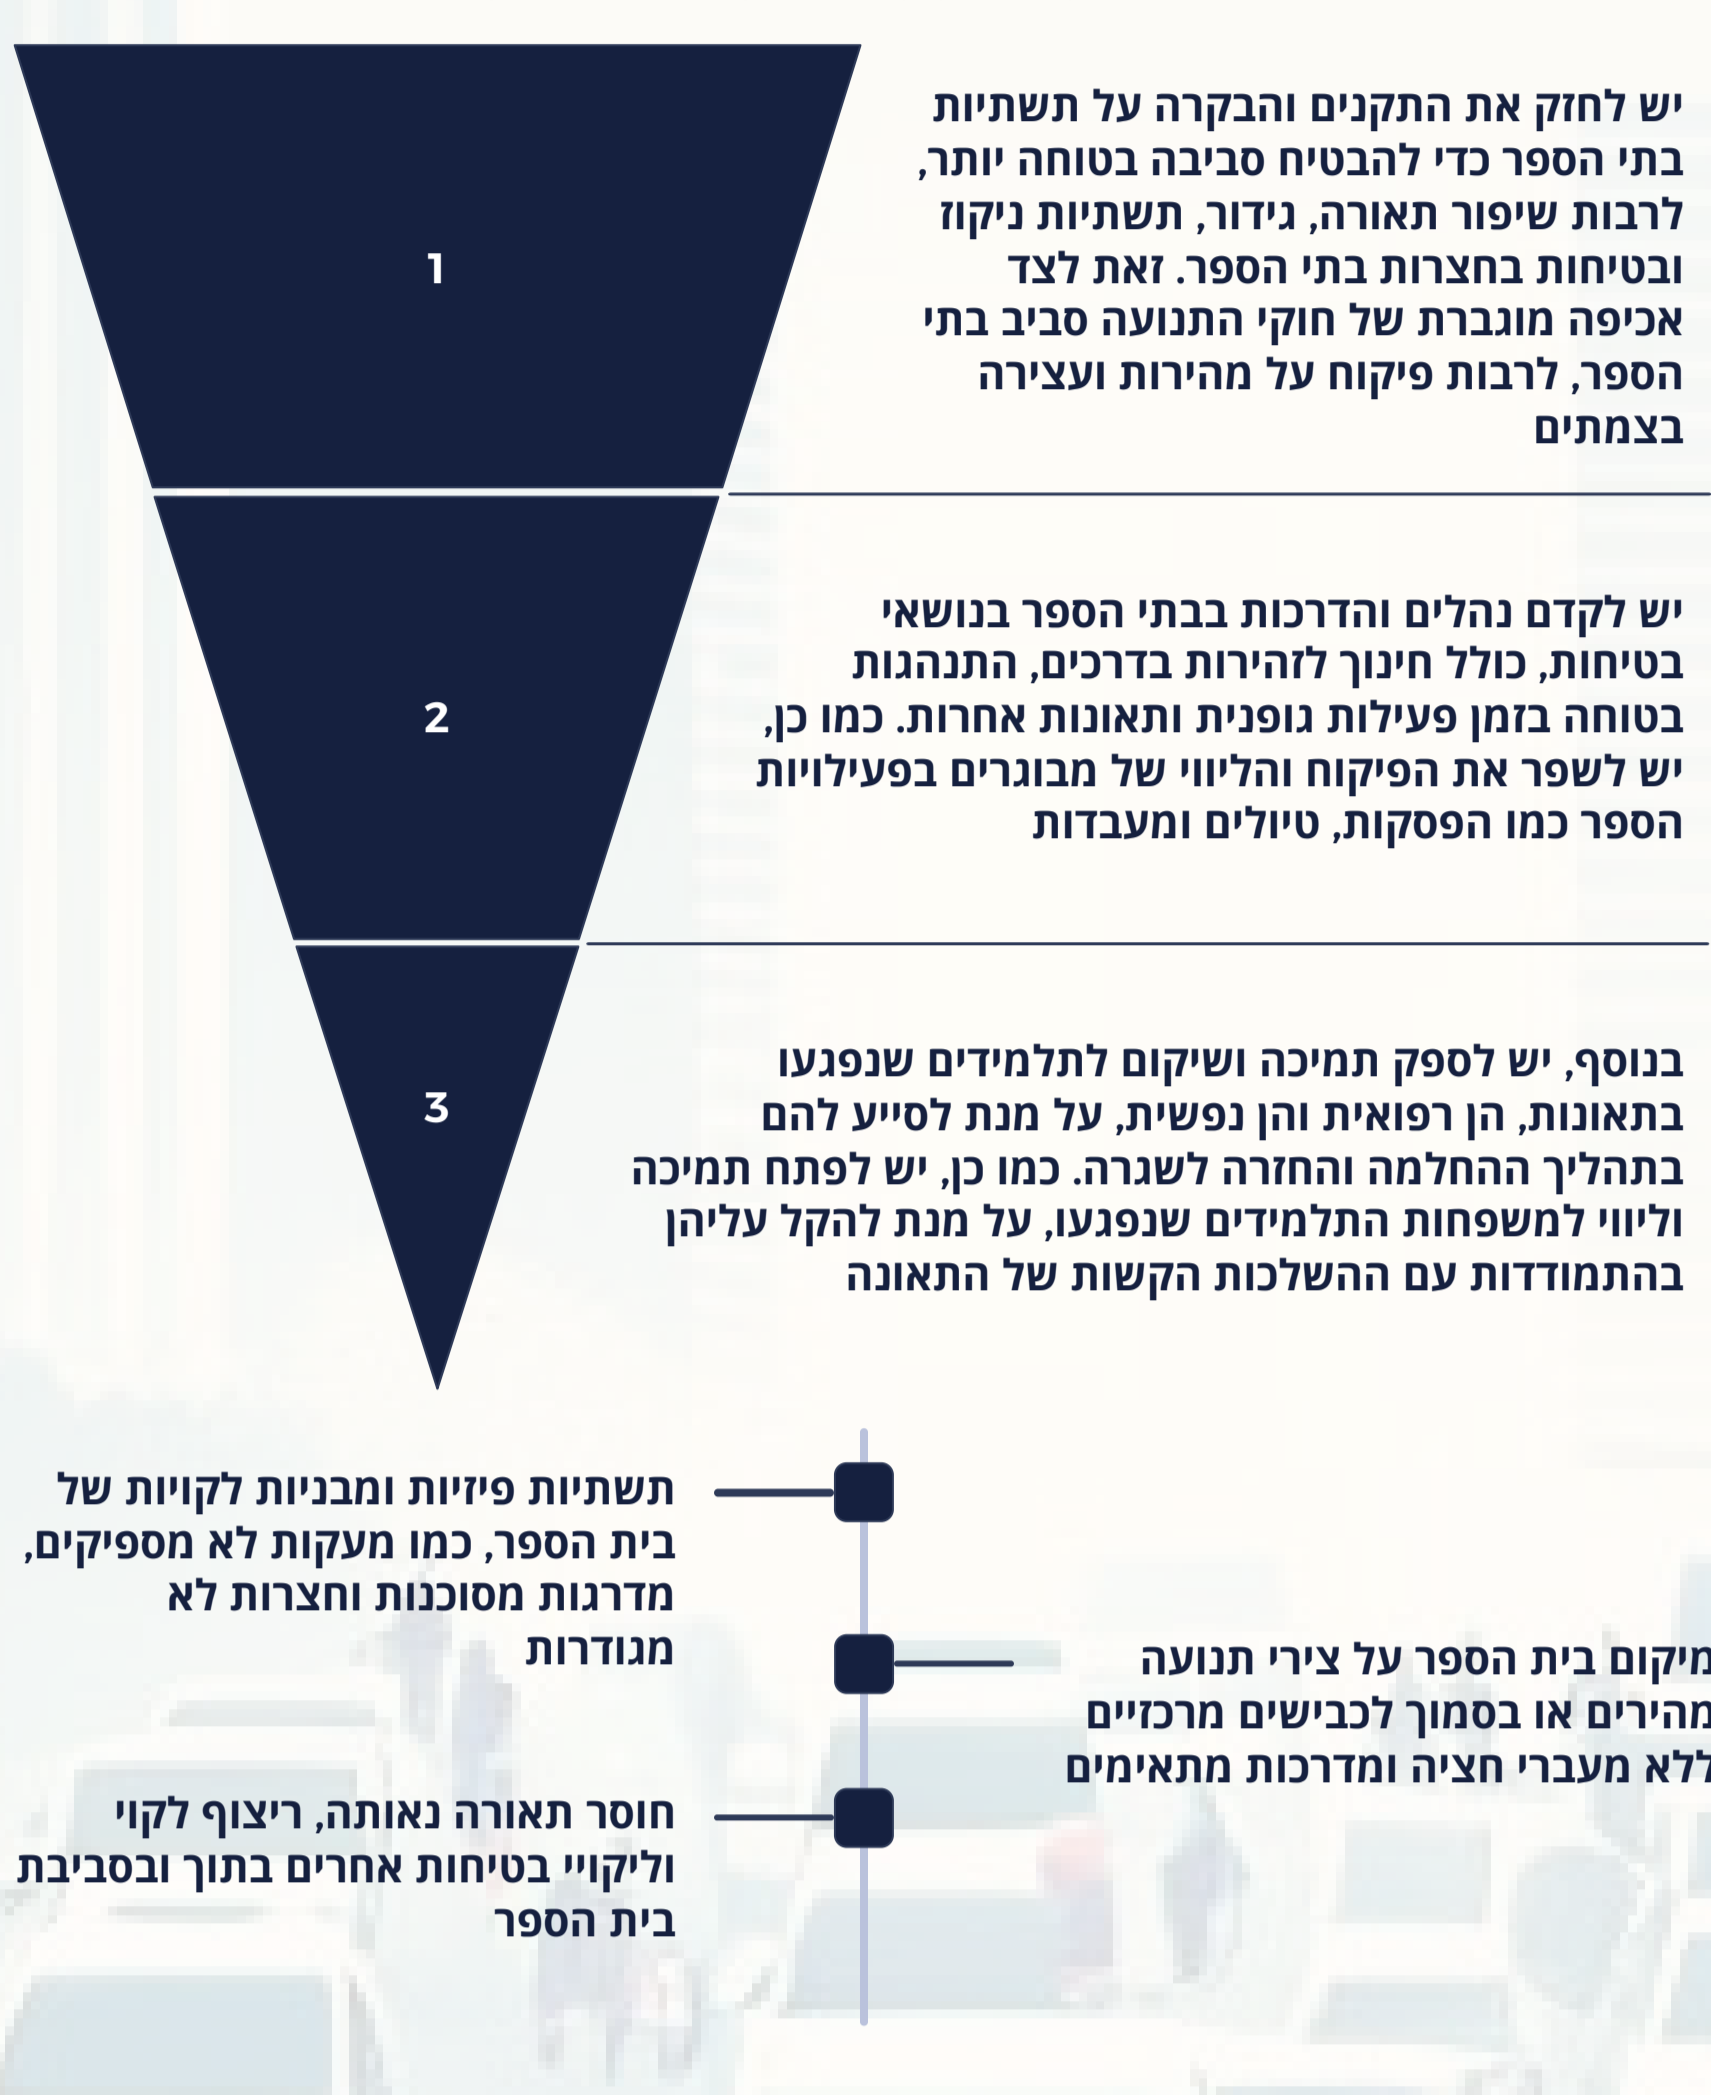 1
יש לחזק את התקנים והבקרה על תשתיות
בתי הספר כדי להבטיח סביבה בטוחה יותר,
לרבות שיפור תאורה, גידור, תשתיות ניקוז
ובטיחות בחצרות בתי הספר. זאת לצד
אכיפה מוגברת של חוקי התנועה סביב בתי
הספר, לרבות פיקוח על מהירות ועצירה
בצמתים
2
יש לקדם נהלים והדרכות בבתי הספר בנושאי
בטיחות, כולל חינוך לזהירות בדרכים, התנהגות
בטוחה בזמן פעילות גופנית ותאונות אחרות. כמו כן,
יש לשפר את הפיקוח והליווי של מבוגרים בפעילויות
הספר כמו הפסקות, טיולים ומעבדות
3
בנוסף, יש לספק תמיכה ושיקום לתלמידים שנפגעו
בתאונות, הן רפואית והן נפשית, על מנת לסייע להם
בתהליך ההחלמה והחזרה לשגרה. כמו כן, יש לפתח תמיכה
וליווי למשפחות התלמידים שנפגעו, על מנת להקל עליהן
בהתמודדות עם ההשלכות הקשות של התאונה
תשתיות פיזיות ומבניות לקויות של
בית הספר, כמו מעקות לא מספיקים,
מדרגות מסוכנות וחצרות לא
מגודרות
מיקום בית הספר על צירי תנועה
מהירים או בסמוך לכבישים מרכזיים
ללא מעברי חציה ומדרכות מתאימים
חוסר תאורה נאותה, ריצוף לקוי
וליקויי בטיחות אחרים בתוך ובסביבת
בית הספר